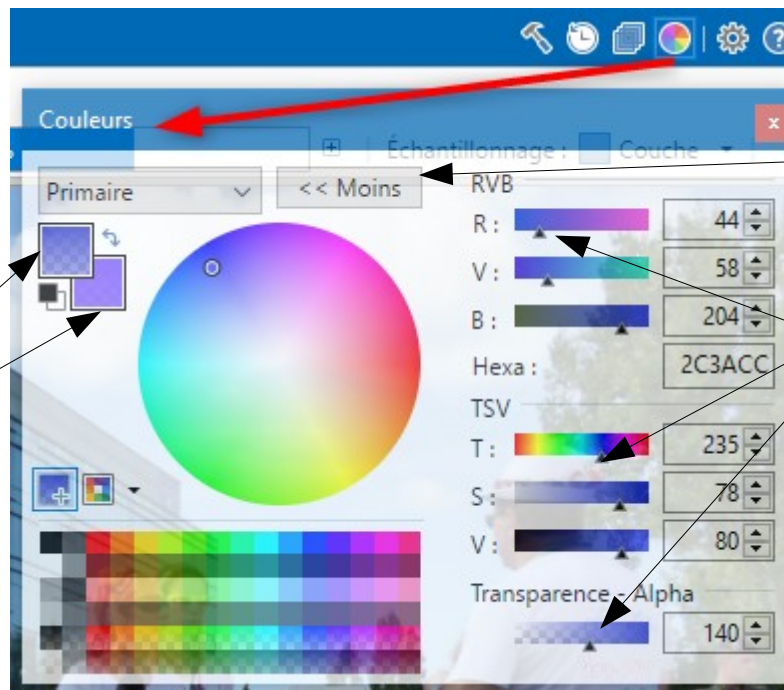 Couleurs
Échantillonnage : Couche
Primaire
<< Moins
RVB
R : 44
V : 58
B : 204
Hexa : 2C3ACC
TSV
T : 235
S : 78
V : 80
Transparence - Alpha
140